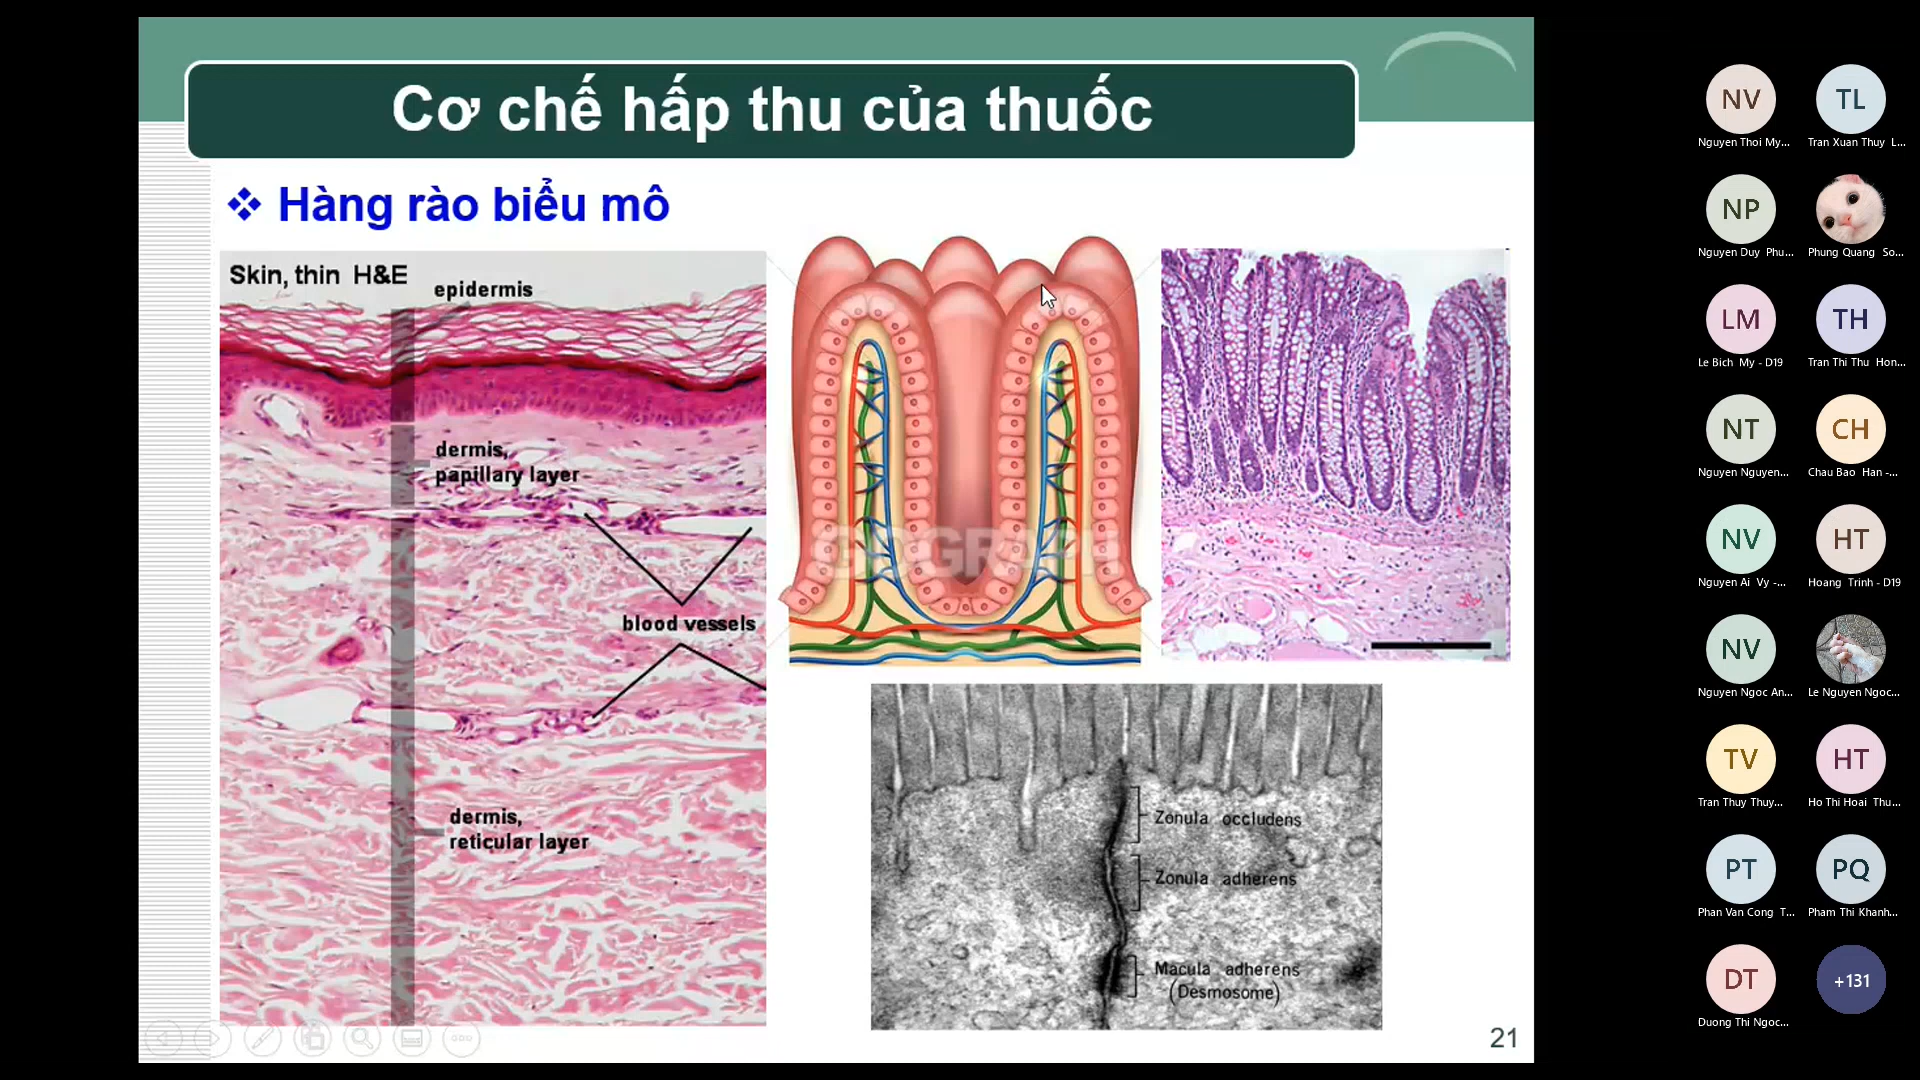 Cơ chế hấp thu của thuốc
Hàng rào biểu mô
Skin, thin H&E
epidermis
dermis,
papillary layer
blood vessels
dermis,
reticular layer
GOGRAPH
Zonula occludens
Zonula adherens
Macula adherens
(Desmosome)
21
NV
Nguyen Thoi My...
TL
Tran Xuan Thuy L...
NP
Nguyen Duy Phu...
Phung Quang So...
LM
Le Bich My - D19
TH
Tran Thi Thu Hon...
NT
Nguyen Nguyen...
CH
Chau Bao Han -...
NV
Nguyen Ai Vy -...
HT
Hoang Trinh - D19
NV
Nguyen Ngoc An...
Le Nguyen Ngoc...
TV
Tran Thuy Thuy...
HT
Ho Thi Hoai Thu...
PT
Phan Van Cong T...
PQ
Pham Thi Khanh...
DT
Duong Thi Ngoc...
+131